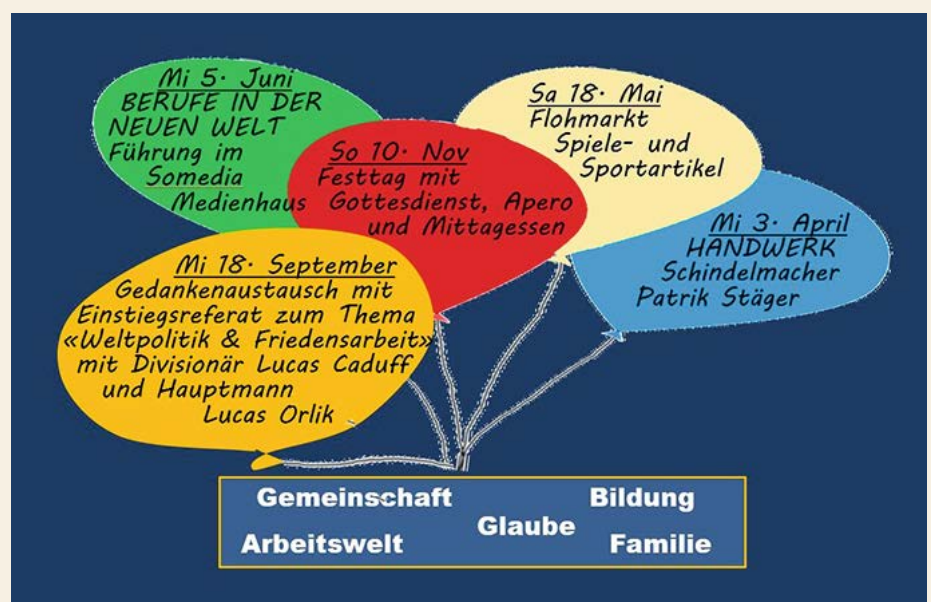 Mi 5. Juni
BERUFE IN DER
NEUEN WELT
Führung im
Somedia
Medienhaus
So 10. Nov
Festtag mit
Gottesdienst, Apero
und Mittagessen
Sa 18. Mai
Flohmarkt
Spiele- und
Sportartikel
Mi 3. April
HANDWERK
Schindelmacher
Patrik Stäger
Mi 18. September
Gedankenaustausch mit
Einstiegsreferat zum Thema
«Weltpolitik & Friedensarbeit»
mit Divisionär Lucas Caduff
und Hauptmann
Lucas Orlik
Gemeinschaft
Bildung
Glaube
Arbeitswelt
Familie